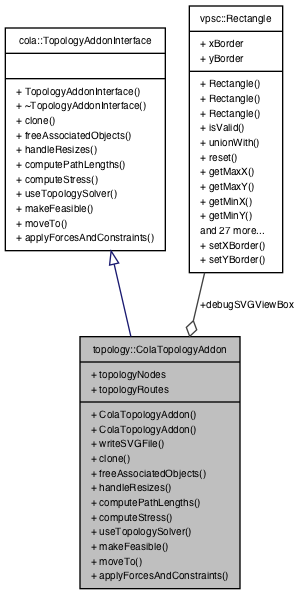 cola::TopologyAddonInterface
+ TopologyAddonInterface()
+ ~TopologyAddonInterface()
+ clone()
+ freeAssociatedObjects()
+ handleResizes()
+ computePathLengths()
+ computeStress()
+ useTopologySolver()
+ makeFeasible()
+ moveTo()
+ applyForcesAndConstraints()
vpsc::Rectangle
+ xBorder
+ yBorder
+ Rectangle()
+ Rectangle()
+ Rectangle()
+ isValid()
+ unionWith()
+ reset()
+ getMaxX()
+ getMaxY()
+ getMinX()
+ getMinY()
and 27 more...
+ setXBorder()
+ setYBorder()
+debugSVGViewBox
topology::ColaTopologyAddon
+ topologyNodes
+ topologyRoutes
+ ColaTopologyAddon()
+ ColaTopologyAddon()
+ writeSVGFile()
+ clone()
+ freeAssociatedObjects()
+ handleResizes()
+ computePathLengths()
+ computeStress()
+ useTopologySolver()
+ makeFeasible()
+ moveTo()
+ applyForcesAndConstraints()